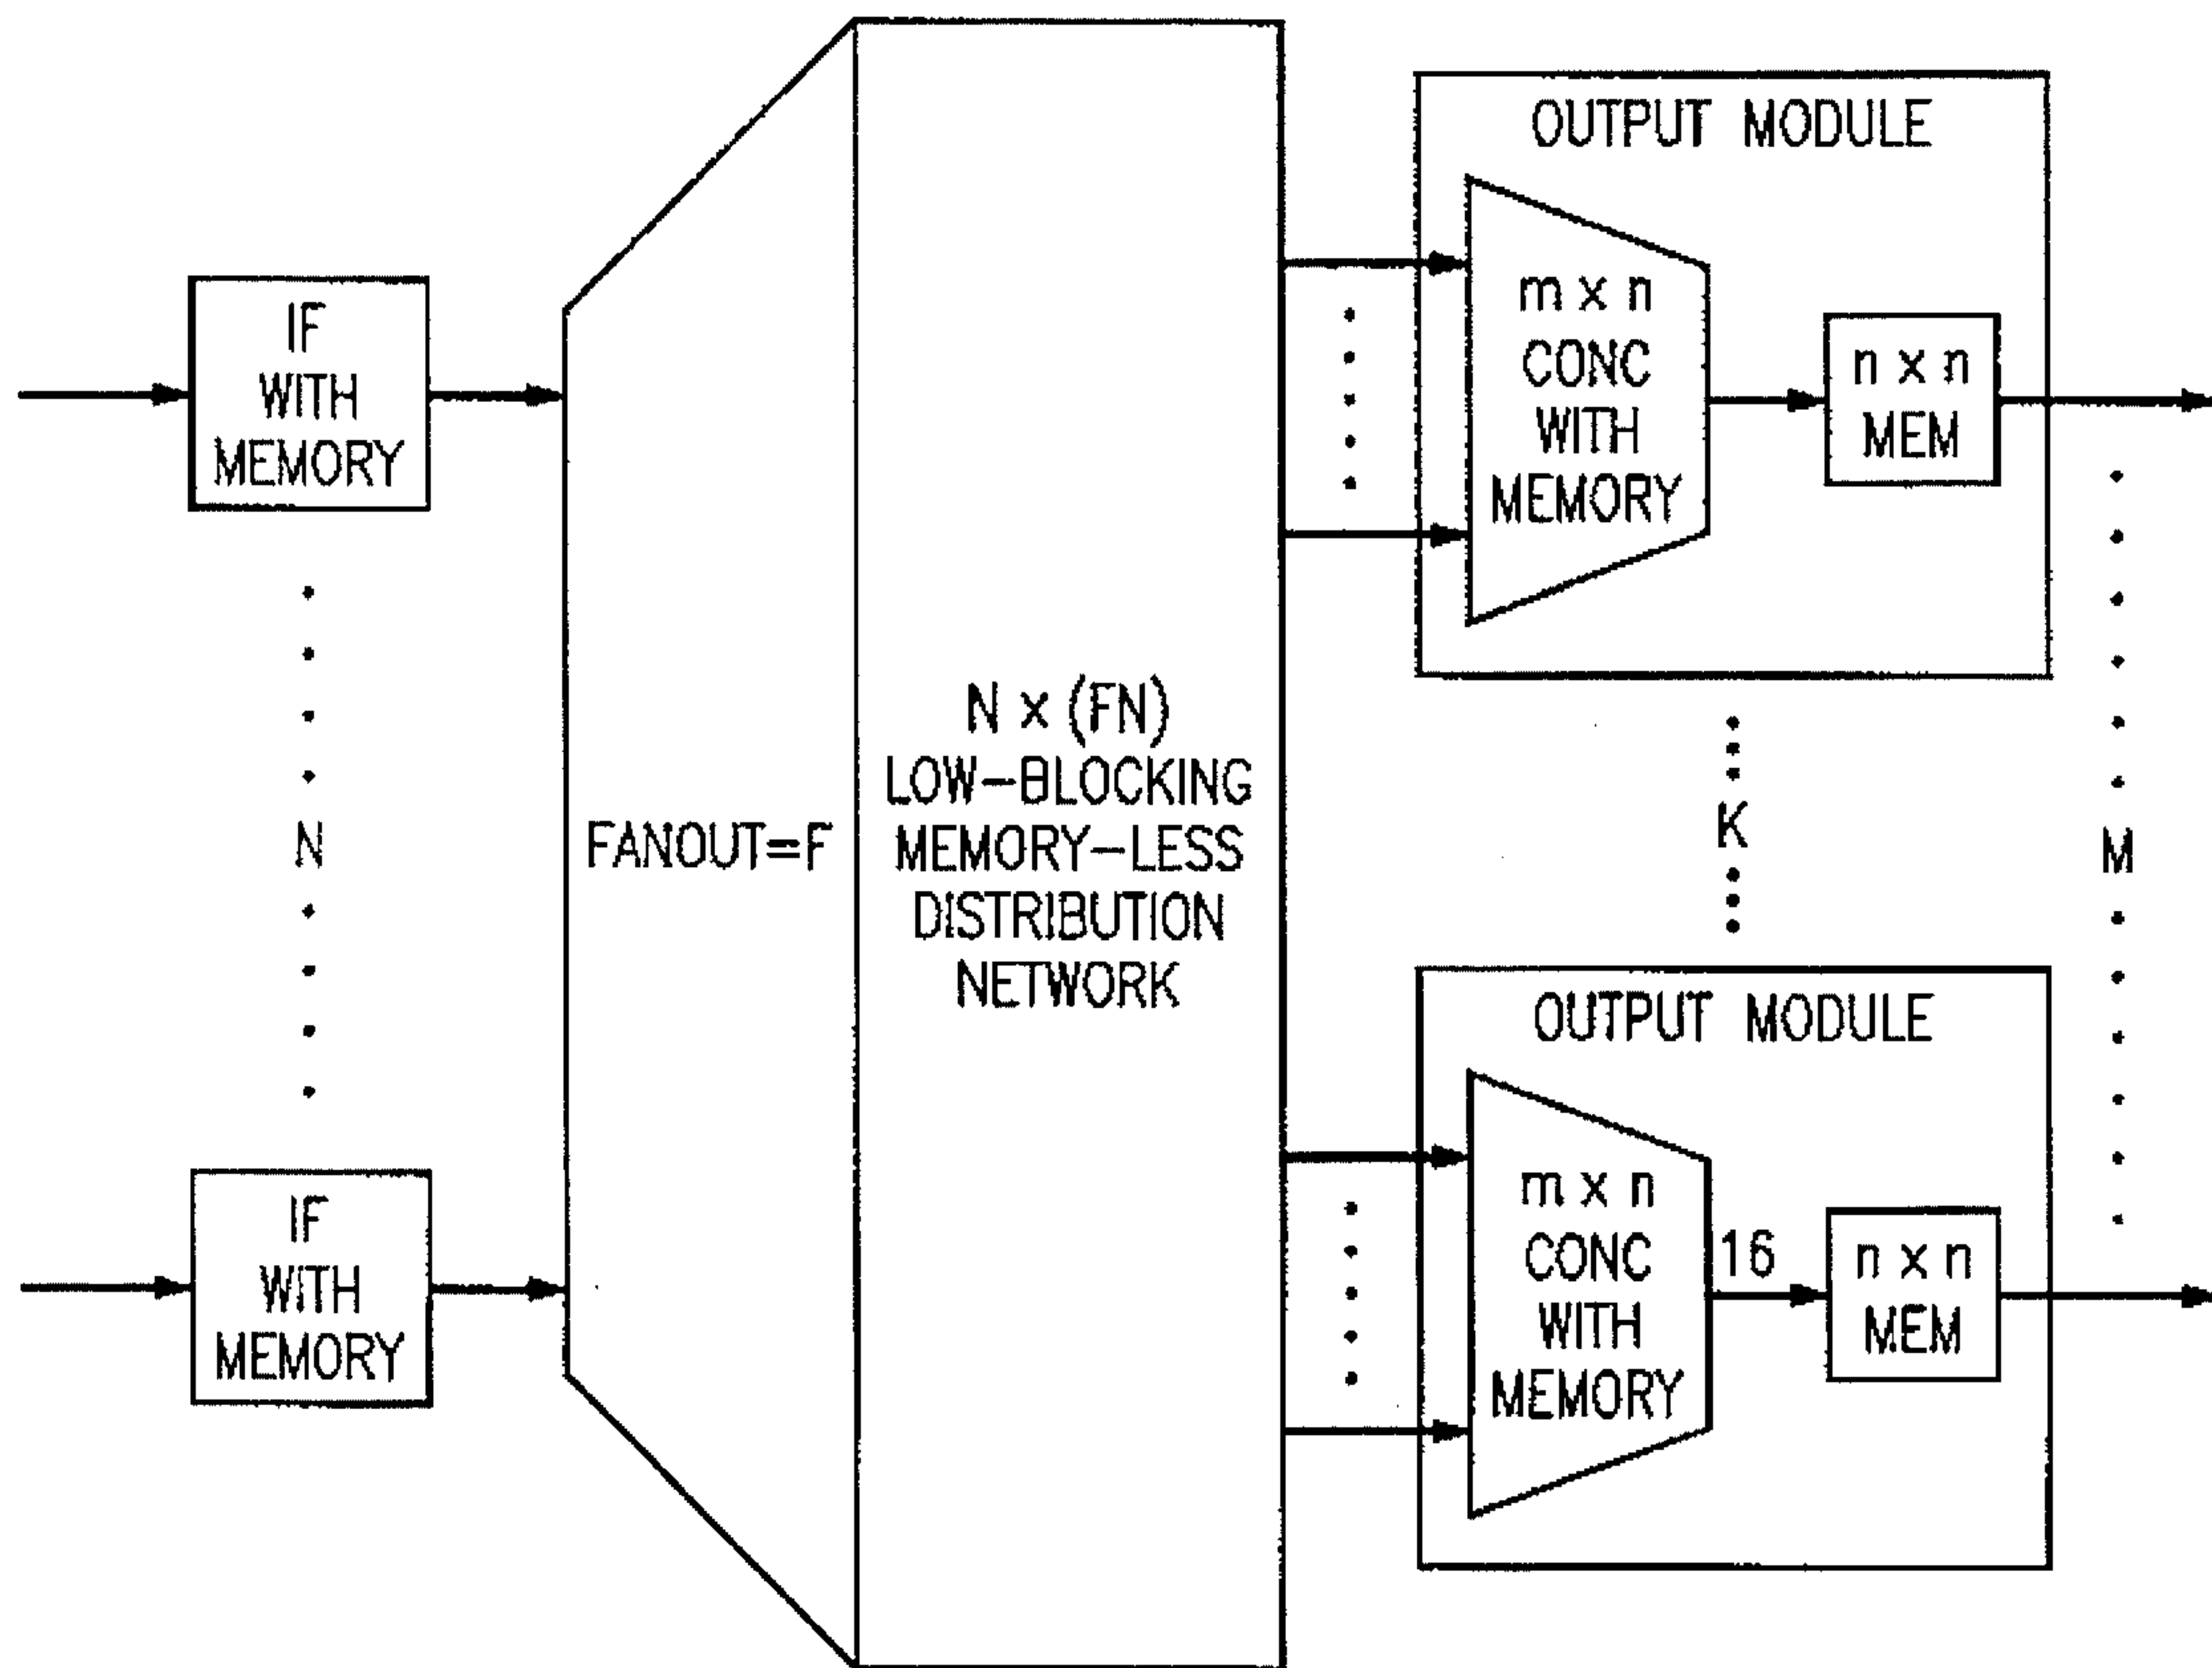 IF
WITH
MEMORY
N
IF
WITH
MEMORY
FANOUT=F
N x (FN)
LOW-BLOCKING
MEMORY-LESS
DISTRIBUTION
NETWORK
OUTPUT MODULE
m x n
CONC
WITH
MEMORY
n x n
MEM
K
M
OUTPUT MODULE
m x n
CONC
WITH
MEMORY
16
n x n
MEM